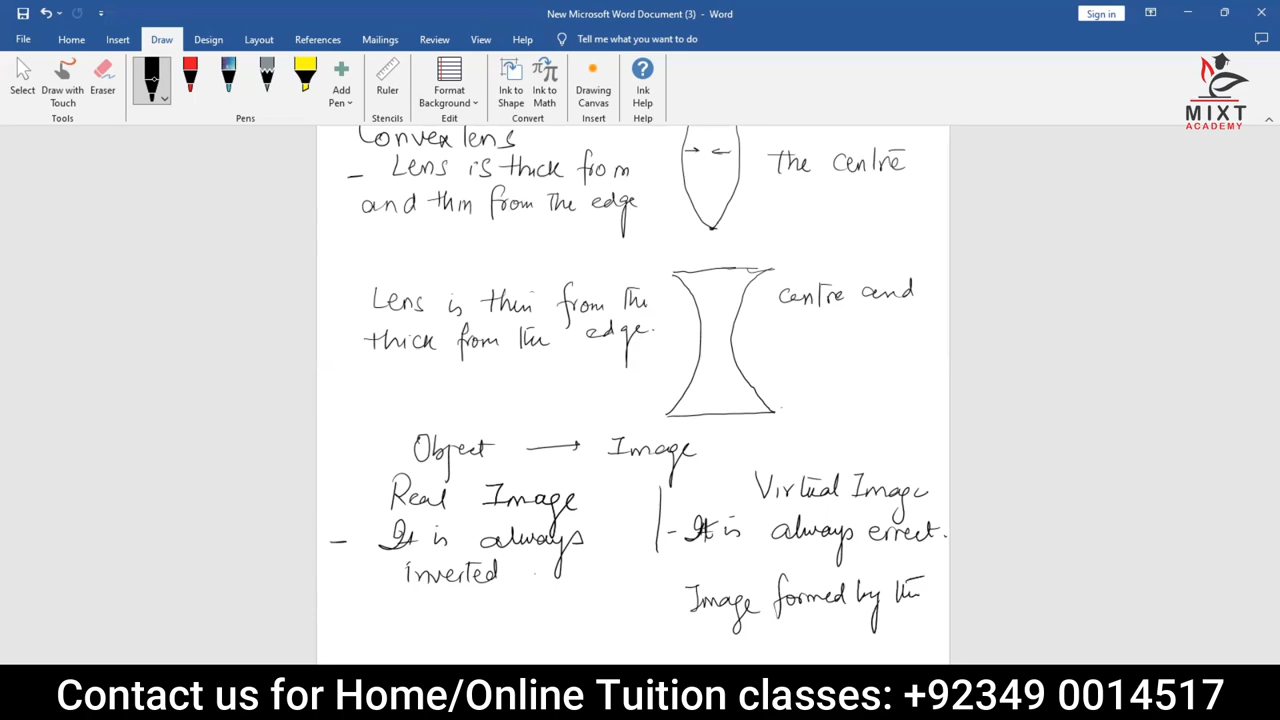 New Microsoft Word Document (3) - Word
Sign in
File Home Insert Draw Design Layout References Mailings Review View Help Tell me what you want to do
Select
Draw with Touch
Eraser
Add Pen
Ruler
Format Background
Ink to Shape
Ink to Math
Drawing Canvas
Ink Help
Tools Pens Stencils Edit Convert Insert Help
MIXT
ACADEMY
Convex lens
- Lens is thick from the centre
and thin from the edge
Lens is thin from the centre and
thick from the edge.
Object → Image
Real Image
- It is always
inverted
Virtual Image
- It is always errect.
Image formed by the
Contact us for Home/Online Tuition classes: +92349 0014517